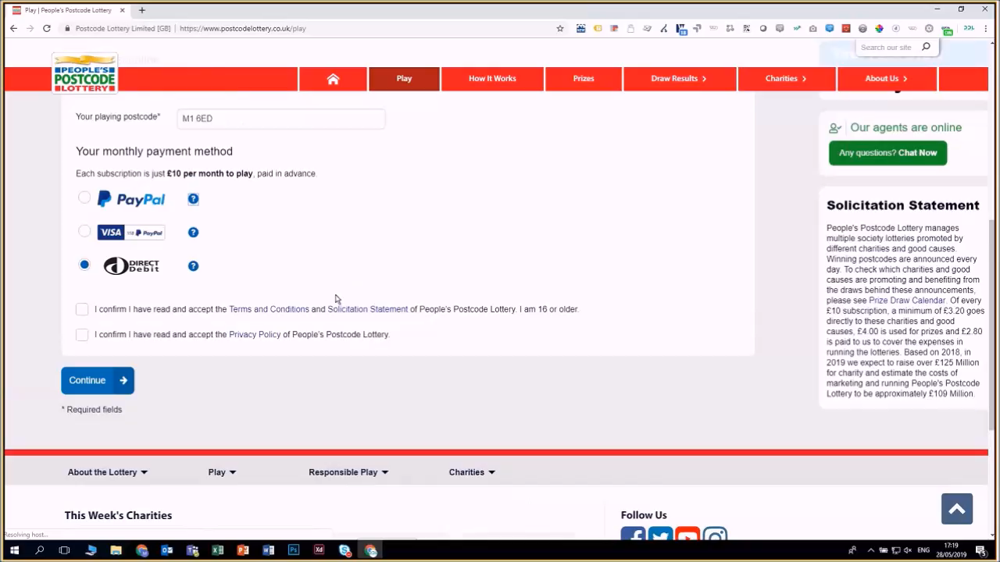 Play | People's Postcode Lottery
Postcode Lottery Limited [GB] | https://www.postcodelottery.co.uk/play
Search our site
PEOPLE'S
POSTCODE
LOTTERY
Play
How It Works
Prizes
Draw Results
Charities
About Us
Your playing postcode*
M1 6ED
Your monthly payment method
Each subscription is just £10 per month to play, paid in advance.
PayPal ?
VISA PayPal ?
DIRECT
Debit
?
I confirm I have read and accept the Terms and Conditions and Solicitation Statement of People's Postcode Lottery. I am 16 or older.
I confirm I have read and accept the Privacy Policy of People's Postcode Lottery.
Continue
* Required fields
Our agents are online
Any questions? Chat Now
Solicitation Statement
People's Postcode Lottery manages
multiple society lotteries promoted by
different charities and good causes.
Winning postcodes are announced every
day. To check which charities and good
causes are promoting and benefiting from
the draws behind these announcements,
please see Prize Draw Calendar. Of every
£10 subscription, a minimum of £3.20 goes
directly to these charities and good
causes, £4.00 is used for prizes and £2.80
is paid to us to cover the expenses in
running the lotteries. Based on 2018, in
2019 we expect to raise over £125 Million
for charity and estimate the costs of
marketing and running People's Postcode
Lottery to be approximately £109 Million.
About the Lottery
Play
Responsible Play
Charities
This Week's Charities
Follow Us
Resolving host...
ENG
17:19
28/05/2019